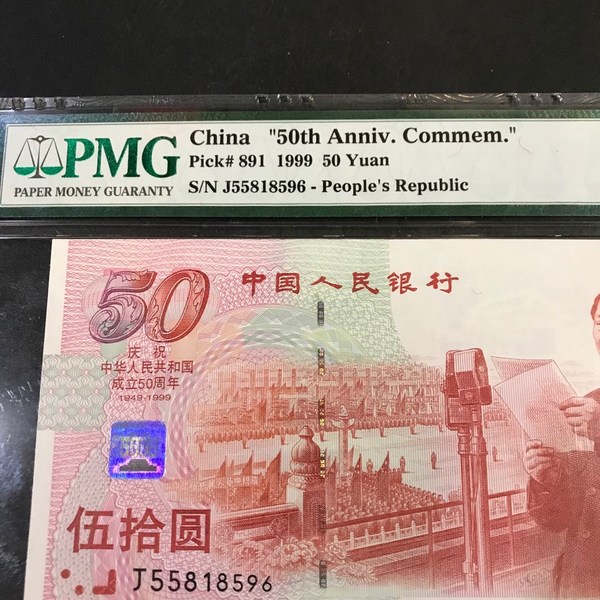 PMG
PAPER MONEY GUARANTY
China "50th Anniv. Commem."
Pick# 891 1999 50 Yuan
S/N J55818596 - People's Republic
50
中国人民银行
庆祝
中华人民共和国
成立50周年
1949-1999
伍拾圆
J55818596